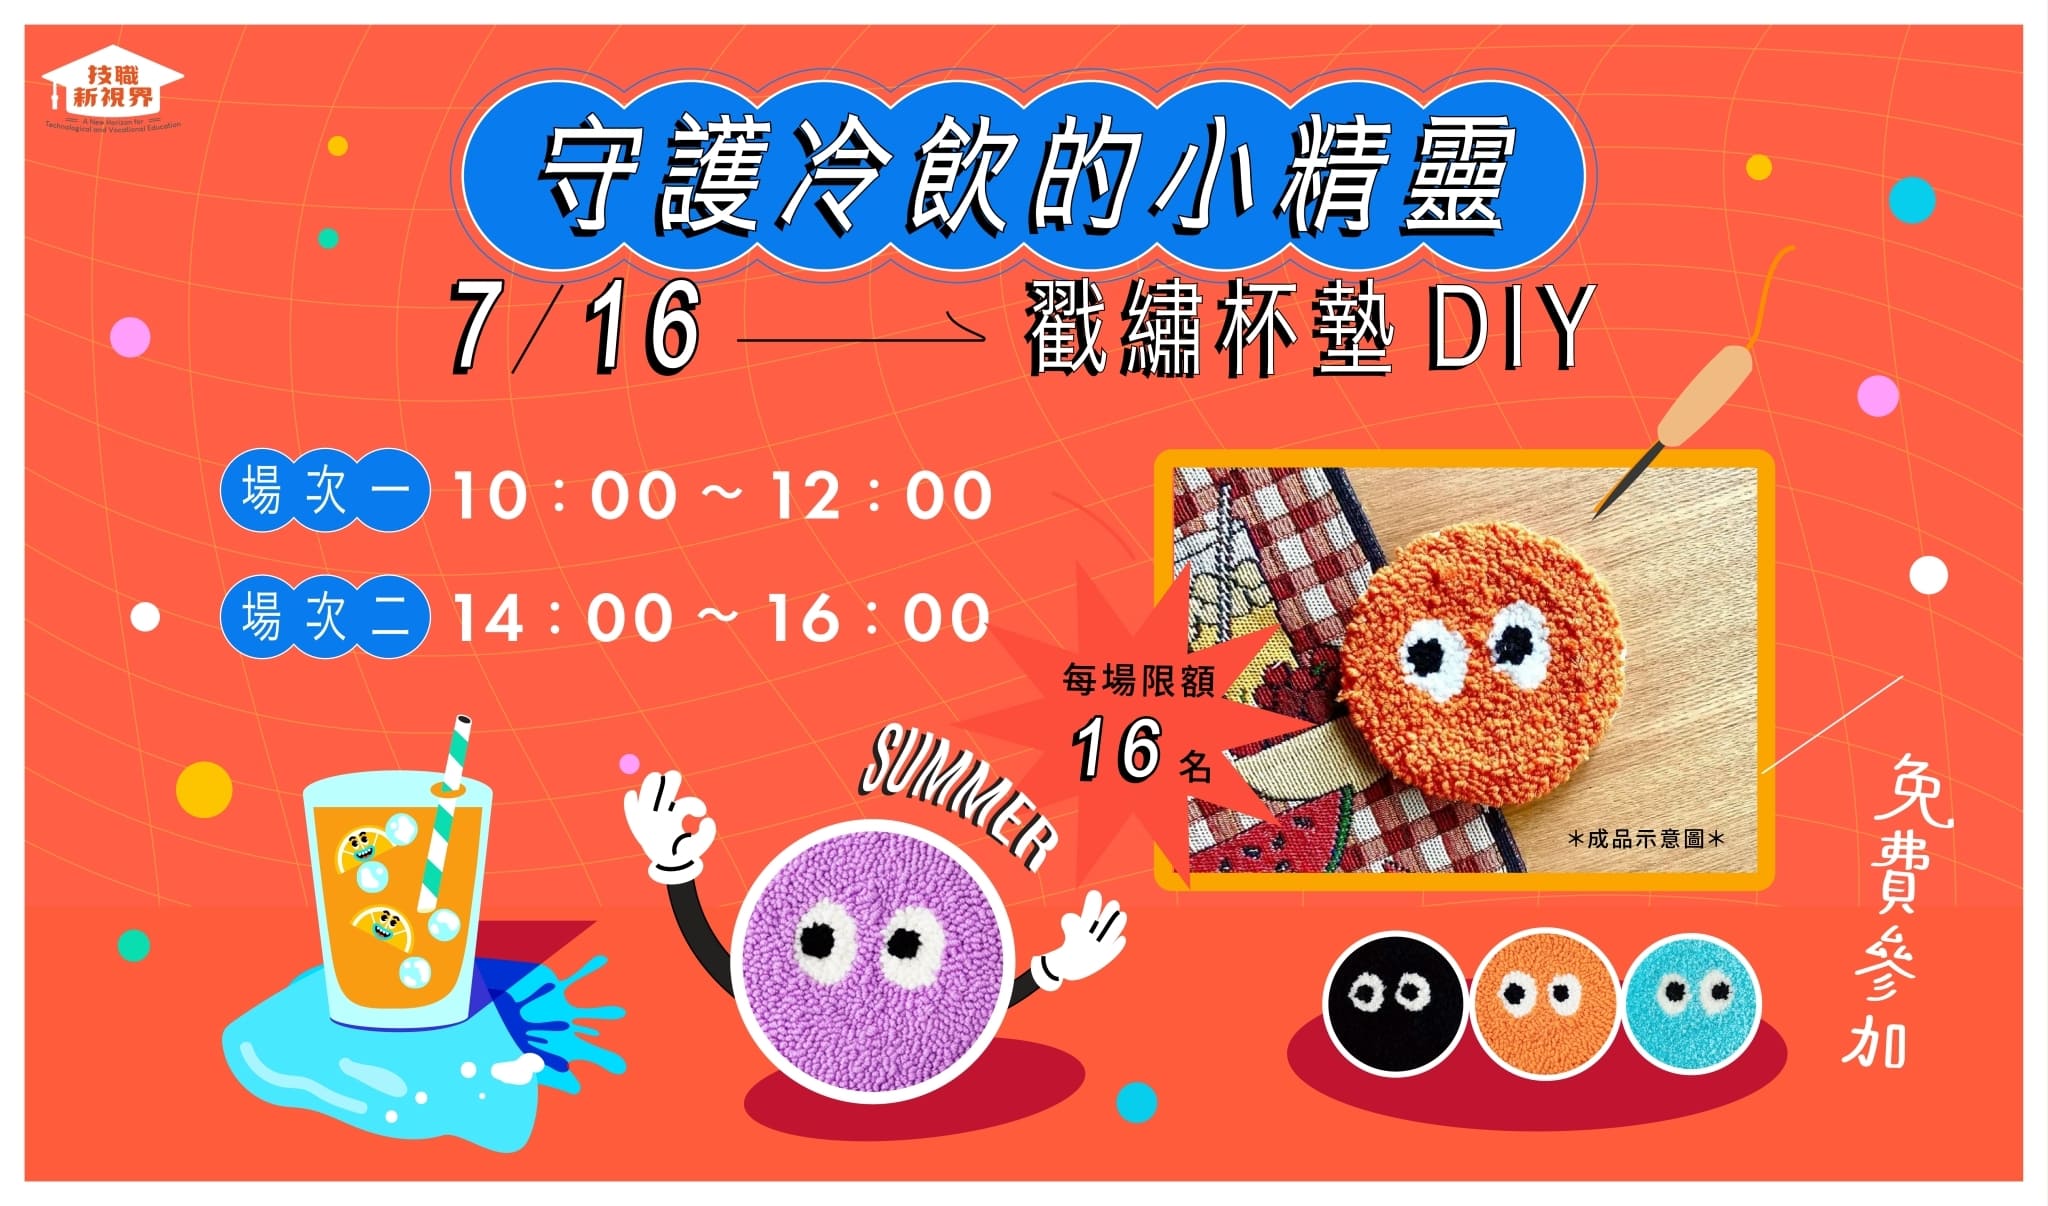 技職
新視界
A New Horizon for
Technological and Vocational Education
守護冷飲的小精靈
7/16 戳繡杯墊 DIY
場次一 10：00 ～ 12：00
場次二 14：00 ～ 16：00
每場限額
16 名
SUMMER
＊成品示意圖＊
免費參加